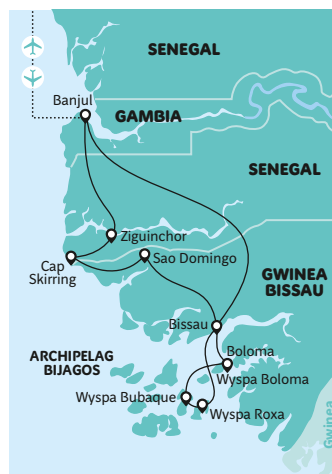 SENEGAL
Banjul
GAMBIA
SENEGAL
Ziguinchor
Sao Domingo
Cap
Skirring
GWINEA
BISSAU
Bissau
ARCHIPELAG
BIJAGOS
Boloma
Wyspa Boloma
Wyspa Bubaque
Wyspa Roxa
Gwinea